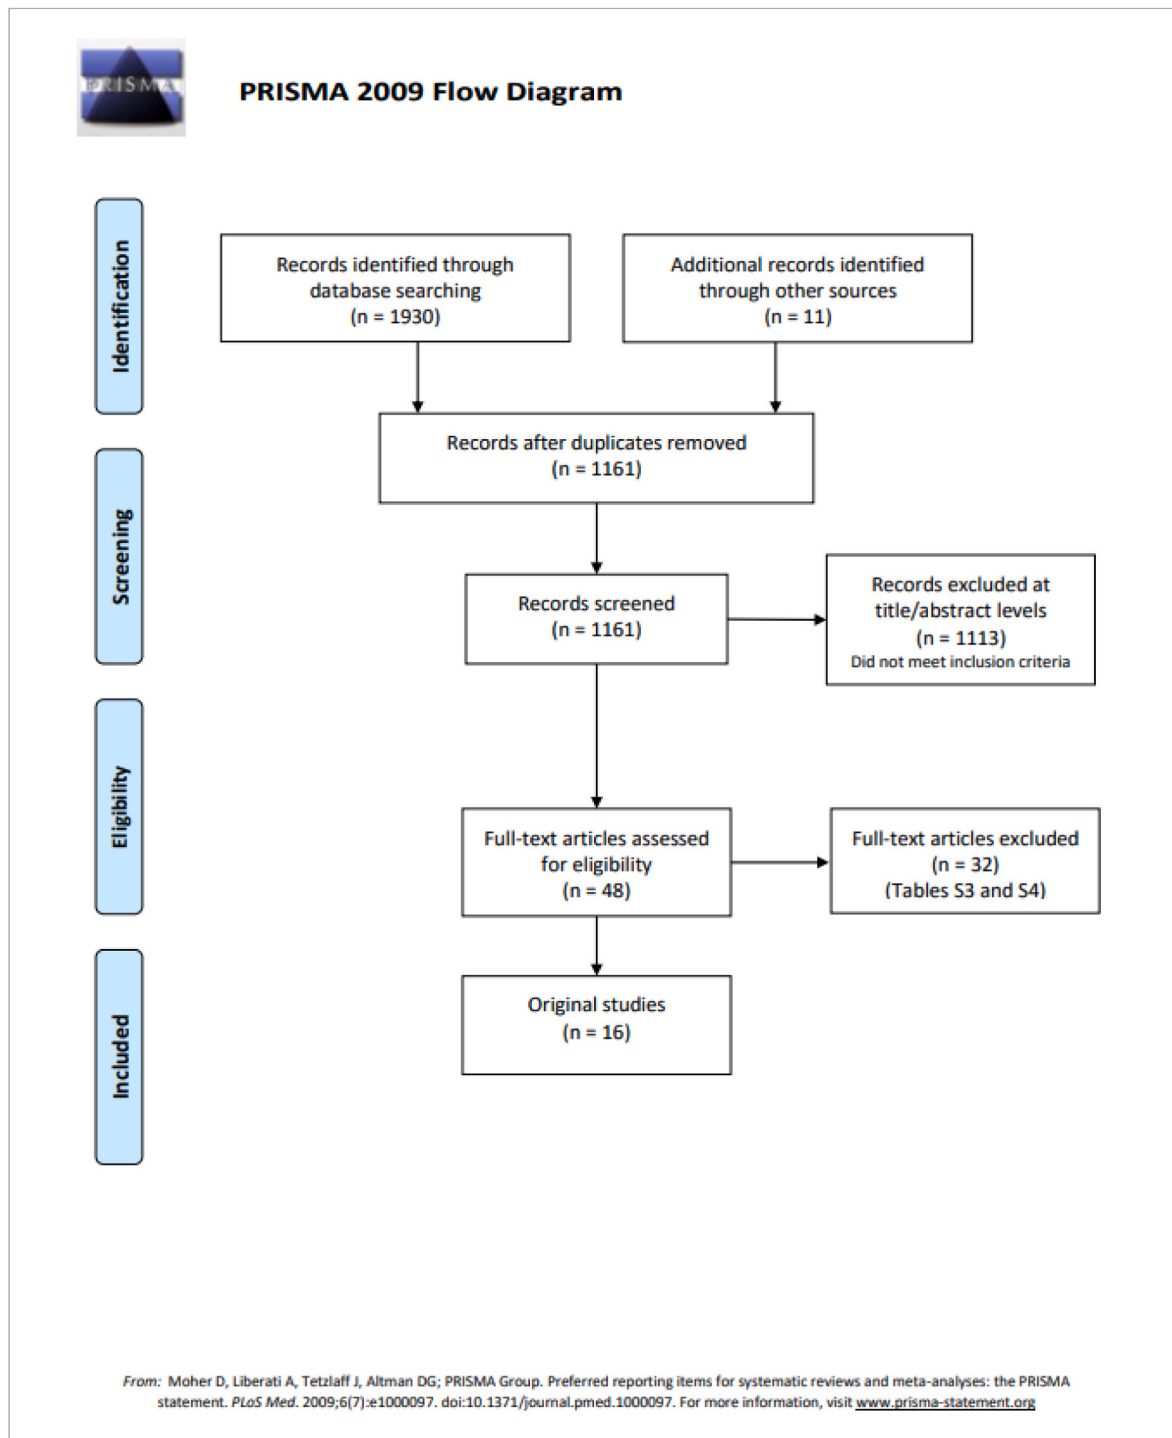 PRISMA
PRISMA 2009 Flow Diagram
Identification
Records identified through
database searching
(n = 1930)
Additional records identified
through other sources
(n = 11)
Records after duplicates removed
(n = 1161)
Screening
Records screened
(n = 1161)
Records excluded at
title/abstract levels
(n = 1113)
Did not meet inclusion criteria
Eligibility
Full-text articles assessed
for eligibility
(n = 48)
Full-text articles excluded
(n = 32)
(Tables S3 and S4)
Included
Original studies
(n = 16)
From: Moher D, Liberati A, Tetzlaff J, Altman DG; PRISMA Group. Preferred reporting items for systematic reviews and meta-analyses: the PRISMA
statement. PLoS Med. 2009;6(7):e1000097. doi:10.1371/journal.pmed.1000097. For more information, visit www.prisma-statement.org